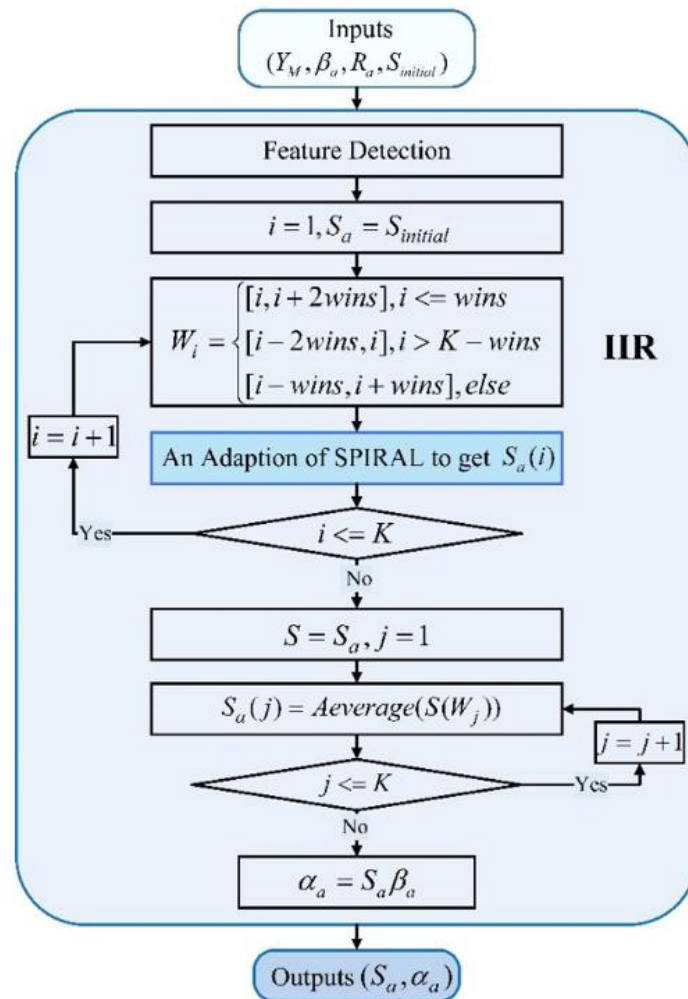 Inputs
(Y_M, β_a, R_a, S_initial)
Feature Detection
i = 1, S_a = S_initial
W_i = { [i, i + 2wins], i <= wins
[i − 2wins, i], i > K − wins
[i − wins, i + wins], else
IIR
i = i + 1
An Adaption of SPIRAL to get S_a(i)
Yes
i <= K
No
S = S_a, j = 1
S_a(j) = Aeverage(S(W_j))
j = j + 1
j <= K
Yes
No
α_a = S_a β_a
Outputs (S_a, α_a)